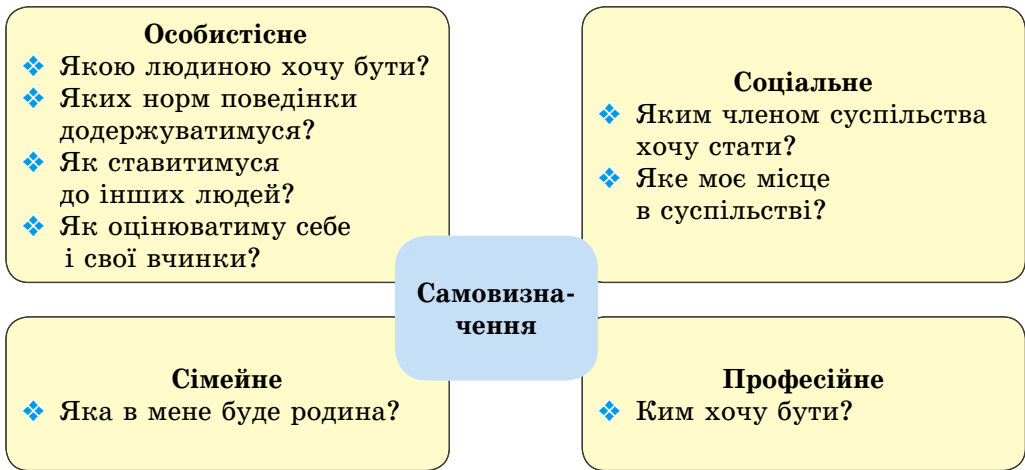 Особистісне
❖ Якою людиною хочу бути?
❖ Яких норм поведінки
додержуватимуся?
❖ Як ставитимуся
до інших людей?
❖ Як оцінюватиму себе
і свої вчинки?
Соціальне
❖ Яким членом суспільства
хочу стати?
❖ Яке моє місце
в суспільстві?
Самовизна-
чення
Сімейне
❖ Яка в мене буде родина?
Професійне
❖ Ким хочу бути?